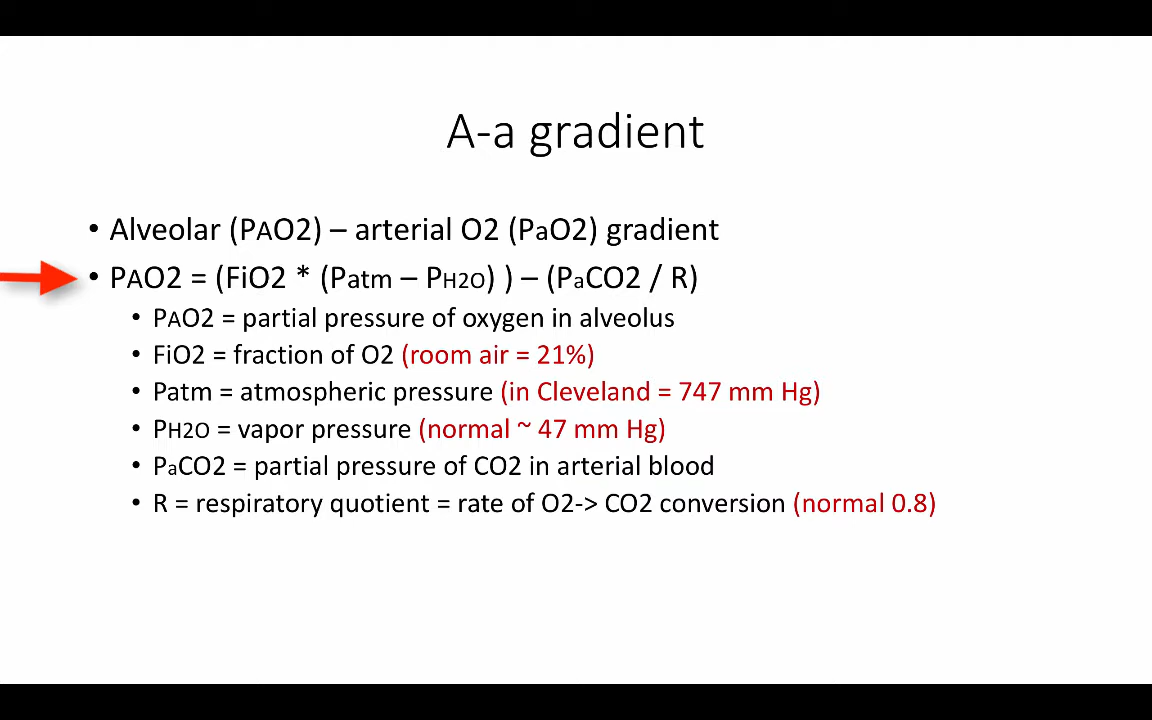 A-a gradient
• Alveolar (PAO2) – arterial O2 (PaO2) gradient
• PAO2 = (FiO2 * (Patm – PH2O) ) – (PaCO2 / R)
• PAO2 = partial pressure of oxygen in alveolus
• FiO2 = fraction of O2 (room air = 21%)
• Patm = atmospheric pressure (in Cleveland = 747 mm Hg)
• PH2O = vapor pressure (normal ~ 47 mm Hg)
• PaCO2 = partial pressure of CO2 in arterial blood
• R = respiratory quotient = rate of O2-> CO2 conversion (normal 0.8)